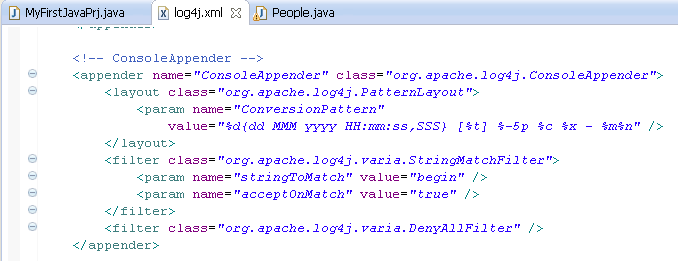 MyFirstJavaPrj.java log4j.xml People.java
<!-- ConsoleAppender -->
<appender name="ConsoleAppender" class="org.apache.log4j.ConsoleAppender">
<layout class="org.apache.log4j.PatternLayout">
<param name="ConversionPattern"
value="%d{dd MMM yyyy HH:mm:ss,SSS} [%t] %-5p %c %x - %m%n" />
</layout>
<filter class="org.apache.log4j.varia.StringMatchFilter">
<param name="stringToMatch" value="begin" />
<param name="acceptOnMatch" value="true" />
</filter>
<filter class="org.apache.log4j.varia.DenyAllFilter" />
</appender>